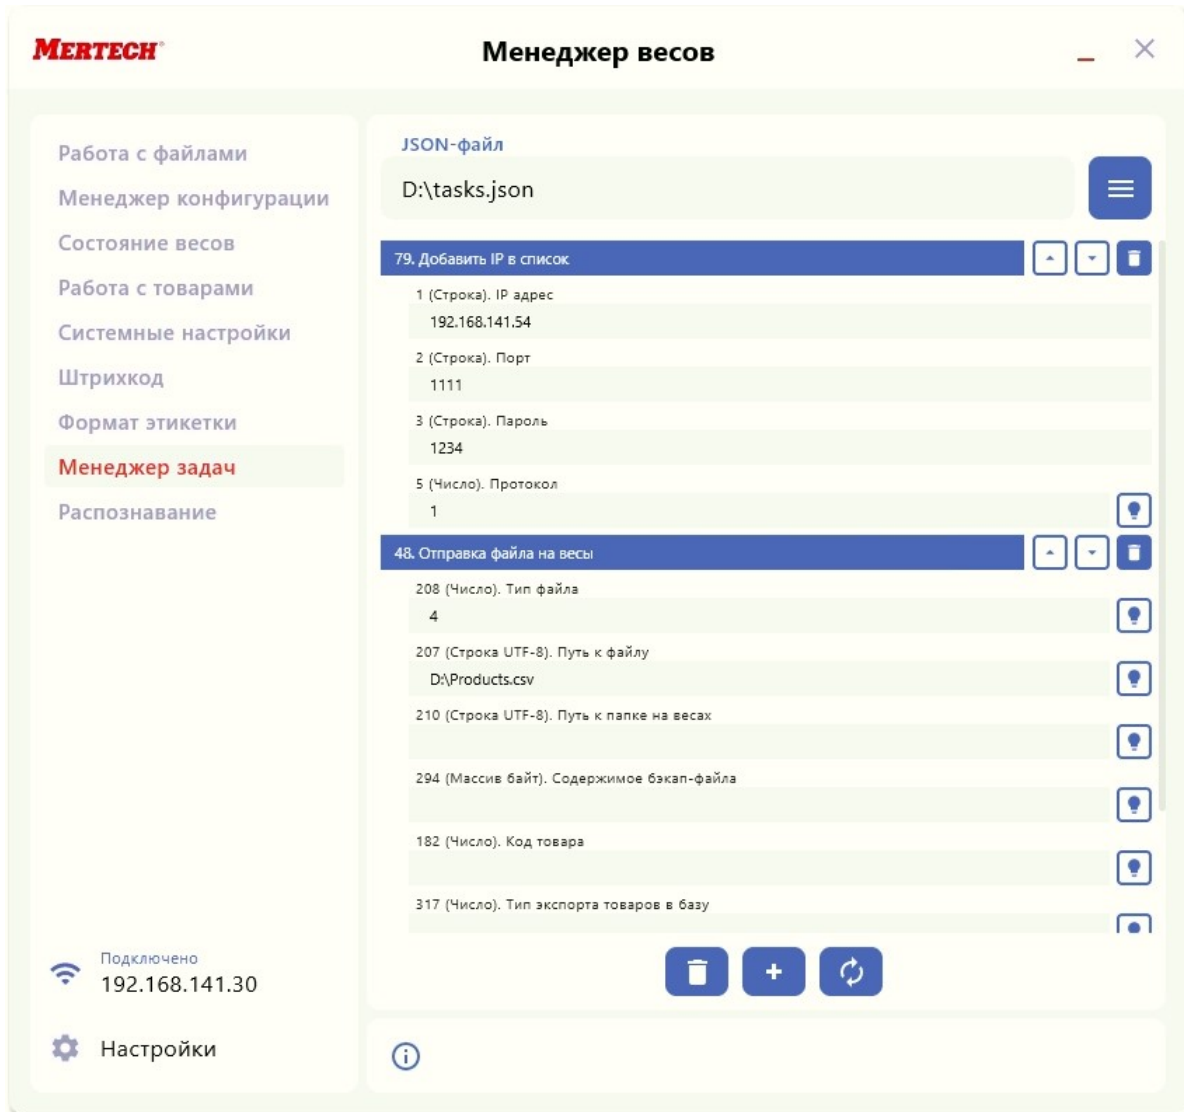 MERTECH®
Менеджер весов
Работа с файлами
Менеджер конфигурации
Состояние весов
Работа с товарами
Системные настройки
Штрихкод
Формат этикетки
Менеджер задач
Распознавание
Подключено
192.168.141.30
Настройки
JSON-файл
D:\tasks.json
79. Добавить IP в список
1 (Строка). IP адрес
192.168.141.54
2 (Строка). Порт
1111
3 (Строка). Пароль
1234
5 (Число). Протокол
1
48. Отправка файла на весы
208 (Число). Тип файла
4
207 (Строка UTF-8). Путь к файлу
D:\Products.csv
210 (Строка UTF-8). Путь к папке на весах
294 (Массив байт). Содержимое бэкап-файла
182 (Число). Код товара
317 (Число). Тип экспорта товаров в базу